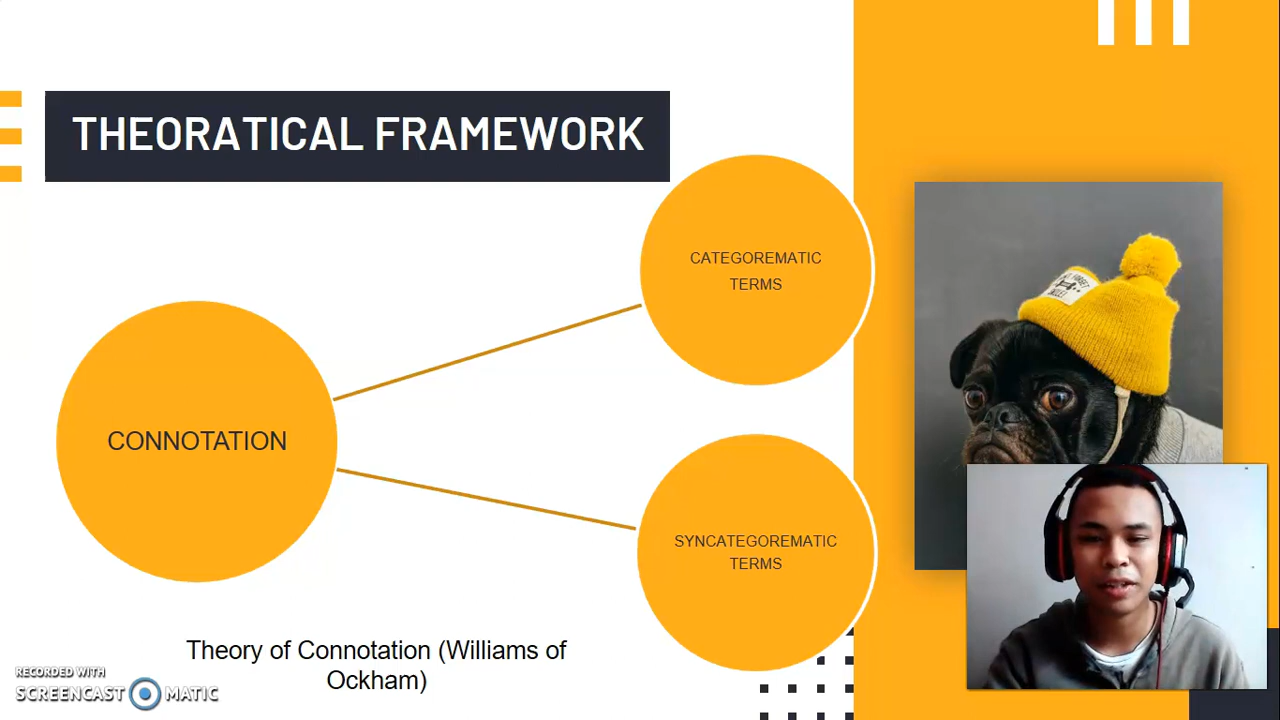 THEORATICAL FRAMEWORK
CATEGOREMATIC
TERMS
CONNOTATION
SYNCATEGOREMATIC
TERMS
Theory of Connotation (Williams of
Ockham)
RECORDED WITH
SCREENCAST MATIC